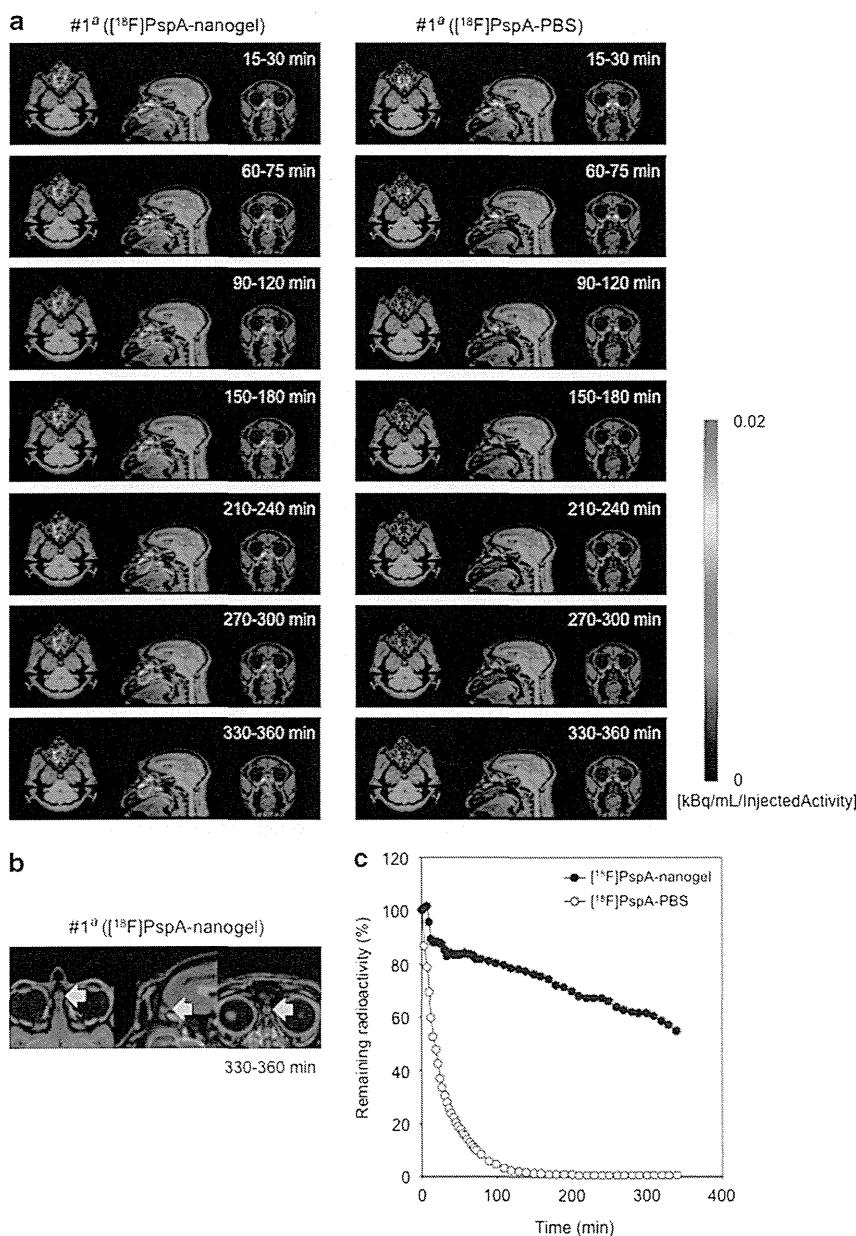 a
#1ª ([¹⁸F]PspA-nanogel)
#1ª ([¹⁸F]PspA-PBS)
15-30 min
15-30 min
60-75 min
60-75 min
90-120 min
90-120 min
150-180 min
150-180 min
210-240 min
210-240 min
270-300 min
270-300 min
330-360 min
330-360 min
0.02
0
[kBq/mL/InjectedActivity]
b
#1ª ([¹⁸F]PspA-nanogel)
330-360 min
c
120
100
80
60
40
20
0
Remaining radioactivity (%)
[¹⁸F]PspA-nanogel
[¹⁸F]PspA-PBS
0
100
200
300
400
Time (min)